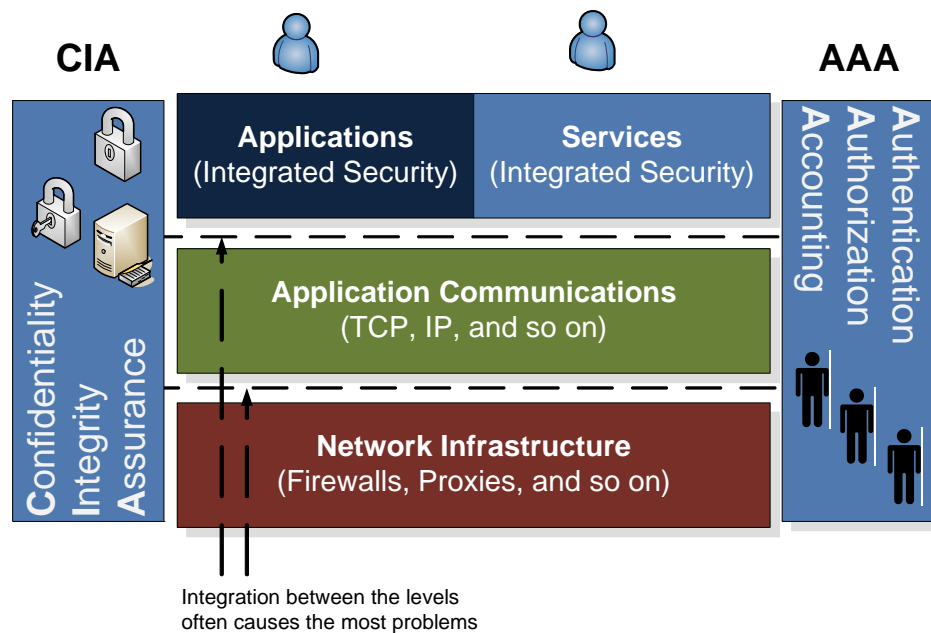 CIA
AAA
Confidentiality
Integrity
Assurance
Applications
(Integrated Security)
Services
(Integrated Security)
Application Communications
(TCP, IP, and so on)
Network Infrastructure
(Firewalls, Proxies, and so on)
Authentication
Authorization
Accounting
Integration between the levels
often causes the most problems